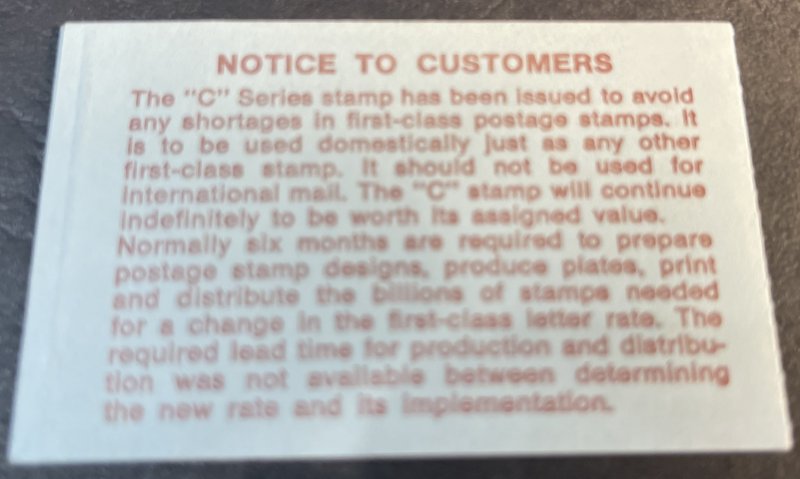 NOTICE TO CUSTOMERS
The "C" Series stamp has been issued to avoid
any shortages in first-class postage stamps. It
is to be used domestically just as any other
first-class stamp. It should not be used for
international mail. The "C" stamp will continue
indefinitely to be worth its assigned value.
Normally six months are required to prepare
postage stamp designs, produce plates, print
and distribute the billions of stamps needed
for a change in the first-class letter rate. The
required lead time for production and distribu-
tion was not available between determining
the new rate and its implementation.